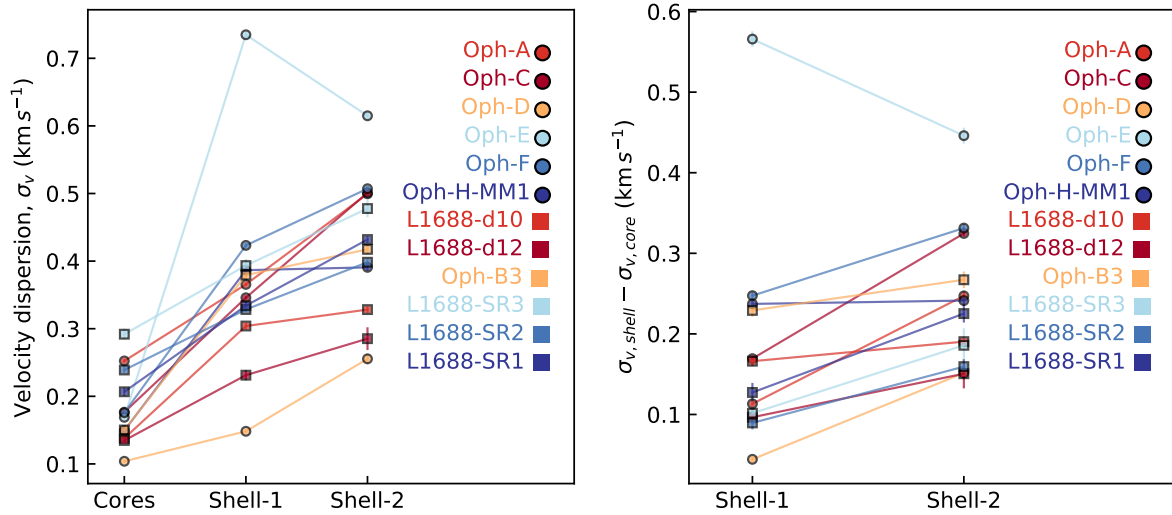 Velocity dispersion, σ_v (km s⁻¹)
0.7
0.6
0.5
0.4
0.3
0.2
0.1
Cores Shell-1 Shell-2
Oph-A
Oph-C
Oph-D
Oph-E
Oph-F
Oph-H-MM1
L1688-d10
L1688-d12
Oph-B3
L1688-SR3
L1688-SR2
L1688-SR1
σ_v,shell − σ_v,core (km s⁻¹)
0.6
0.5
0.4
0.3
0.2
0.1
Shell-1 Shell-2
Oph-A
Oph-C
Oph-D
Oph-E
Oph-F
Oph-H-MM1
L1688-d10
L1688-d12
Oph-B3
L1688-SR3
L1688-SR2
L1688-SR1